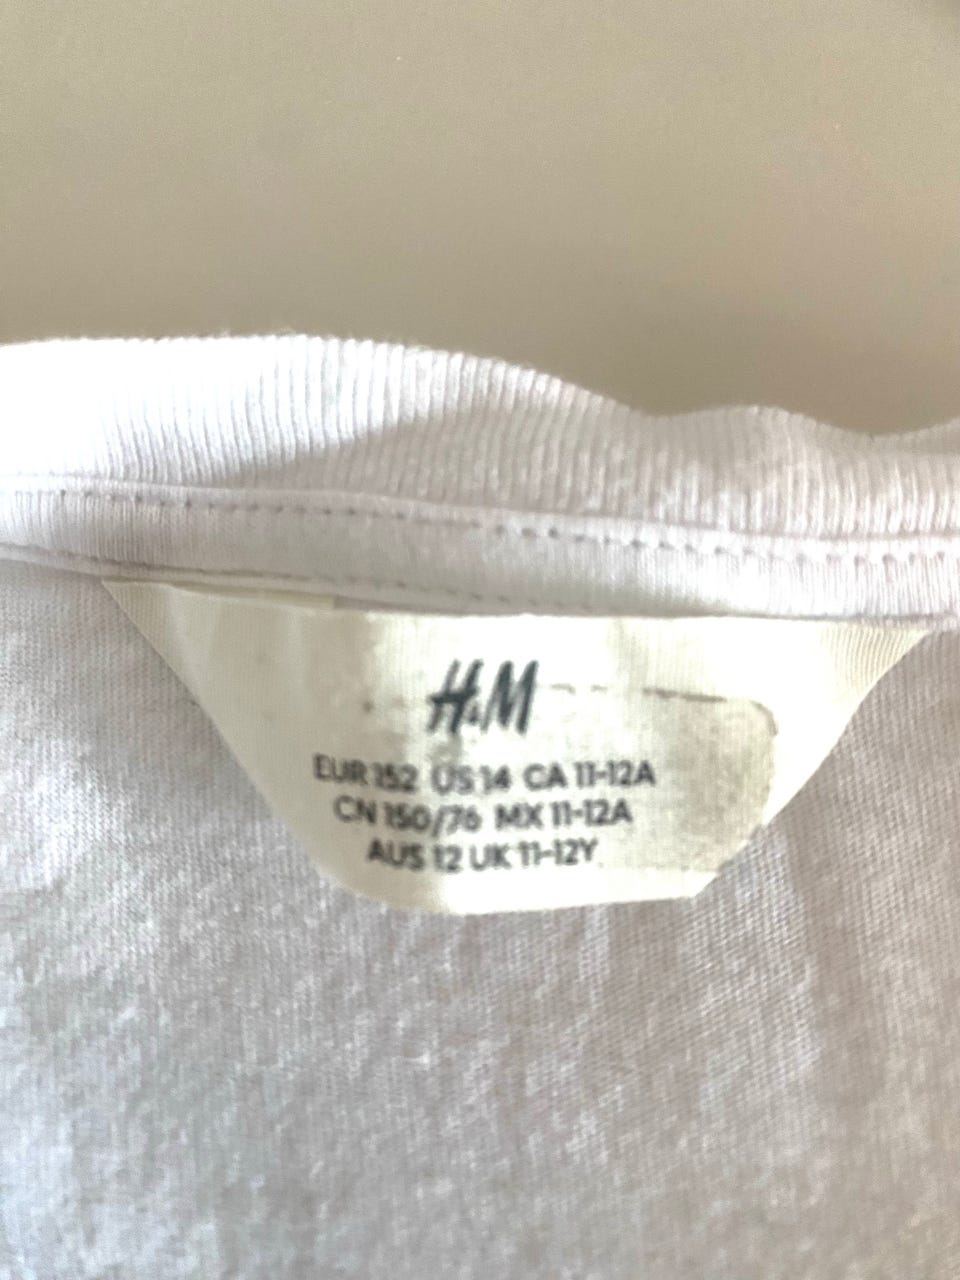 H&M
EUR 152 US 14 CA 11-12A
CN 150/76 MX 11-12A
AUS 12 UK 11-12Y